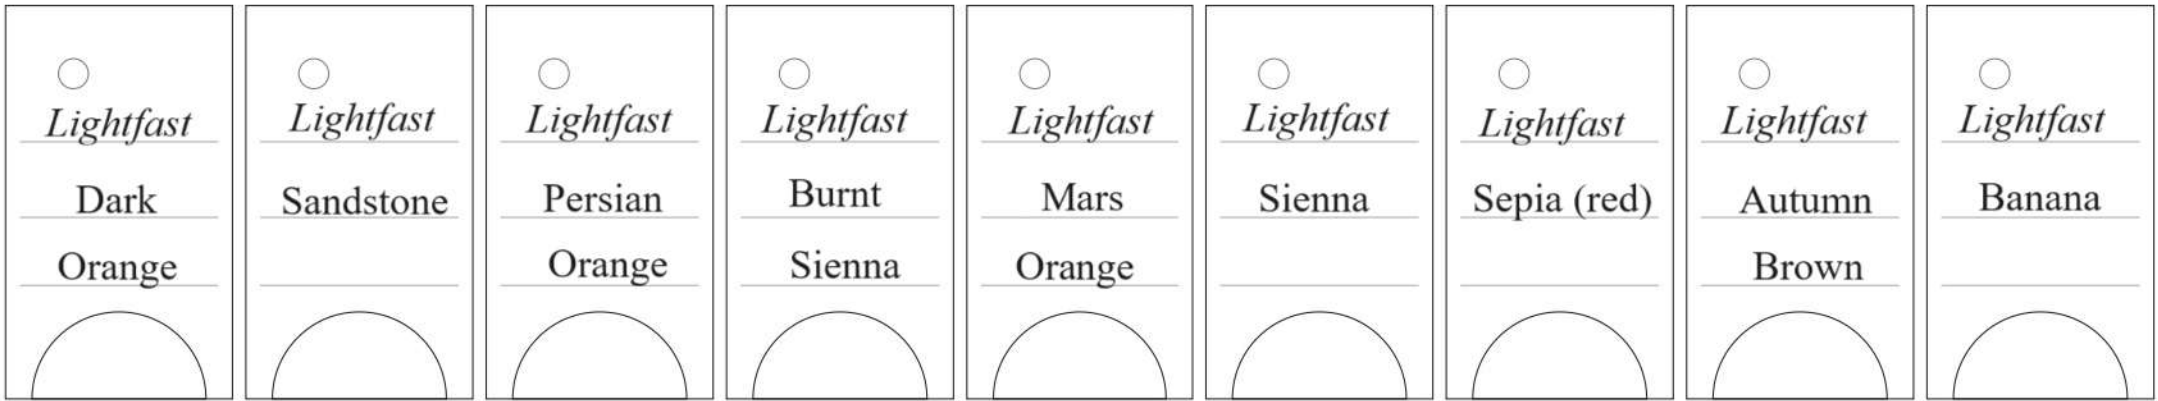 Lightfast
Dark
Orange
Lightfast
Sandstone
Lightfast
Persian
Orange
Lightfast
Burnt
Sienna
Lightfast
Mars
Orange
Lightfast
Sienna
Lightfast
Sepia (red)
Lightfast
Autumn
Brown
Lightfast
Banana